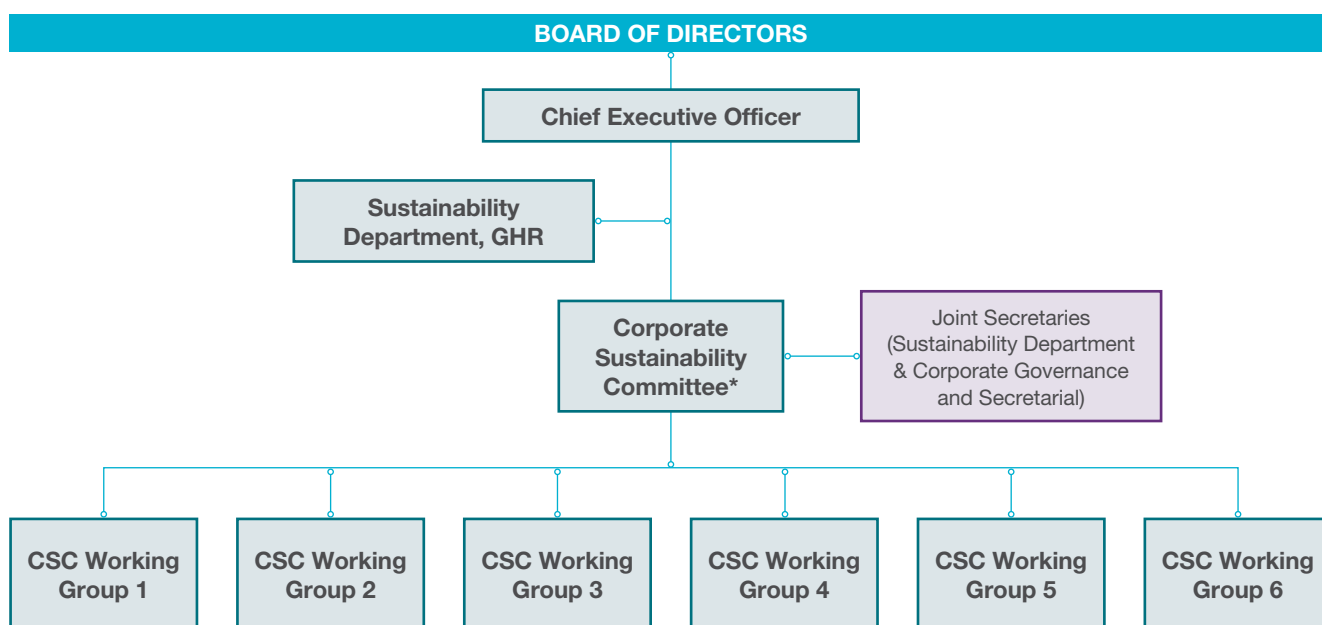 BOARD OF DIRECTORS
Chief Executive Officer
Sustainability
Department, GHR
Corporate
Sustainability
Committee*
Joint Secretaries
(Sustainability Department
& Corporate Governance
and Secretarial)
CSC Working
Group 1
CSC Working
Group 2
CSC Working
Group 3
CSC Working
Group 4
CSC Working
Group 5
CSC Working
Group 6